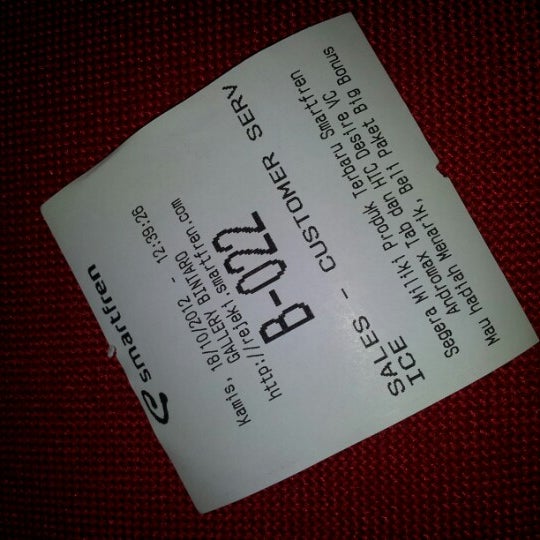 smartfren
Kamis, 18/10/2012 - 12:39:26
GALLERY BINTARO
http://rejeki.smartfren.com
B-022
SALES - CUSTOMER SERV
ICE
Segera Miliki Produk Terbaru Smartfren
Andromax Tab dan HTC Desire VC
Mau hadiah Menarik, Beli Paket Big Bonus